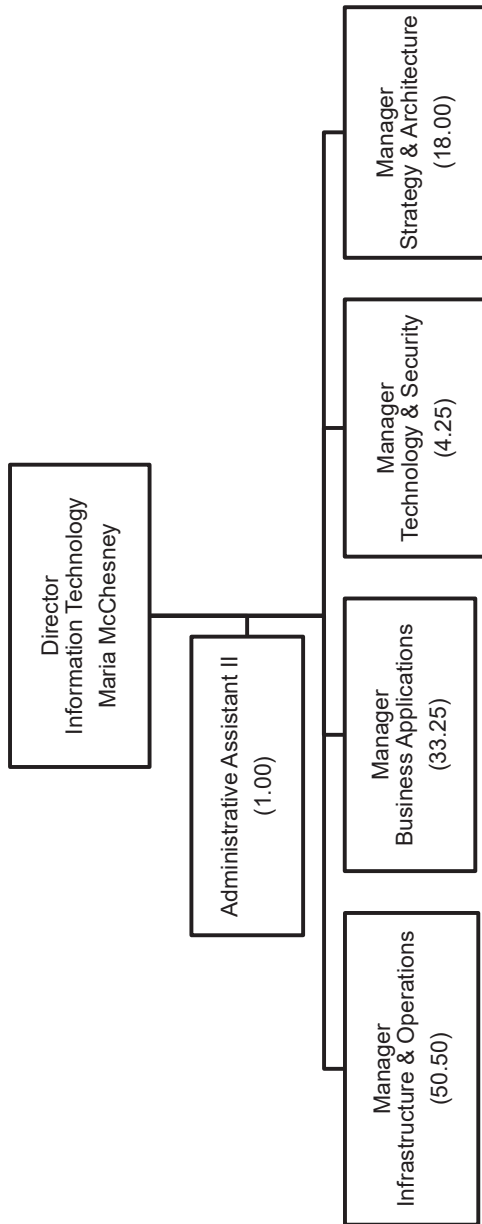 Director
Information Technology
Maria McChesney
Administrative Assistant II
(1.00)
Manager
Infrastructure & Operations
(50.50)
Manager
Business Applications
(33.25)
Manager
Technology & Security
(4.25)
Manager
Strategy & Architecture
(18.00)